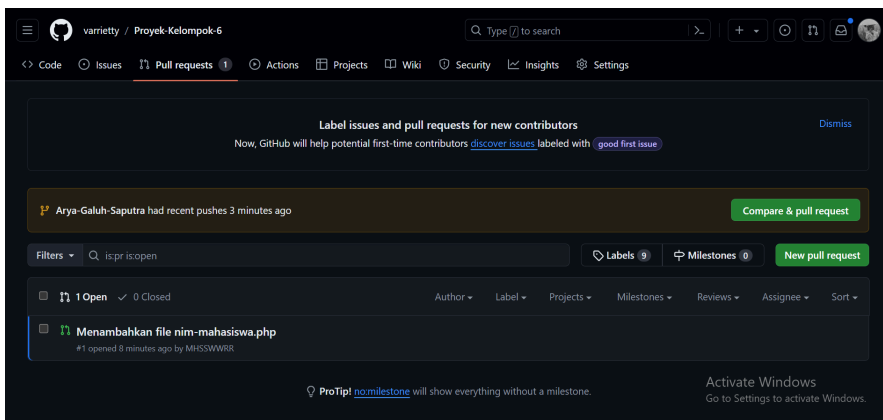 varrietty / Proyek-Kelompok-6
Type / to search
Code
Issues
Pull requests 1
Actions
Projects
Wiki
Security
Insights
Settings
Label issues and pull requests for new contributors
Dismiss
Now, GitHub will help potential first-time contributors discover issues labeled with good first issue
Arya-Galuh-Saputra had recent pushes 3 minutes ago
Compare & pull request
Filters
is:pr is:open
Labels 9
Milestones 0
New pull request
1 Open
0 Closed
Author
Label
Projects
Milestones
Reviews
Assignee
Sort
Menambahkan file nim-mahasiswa.php
#1 opened 8 minutes ago by MHSSWWRR
ProTip! no:milestone will show everything without a milestone.
Activate Windows
Go to Settings to activate Windows.